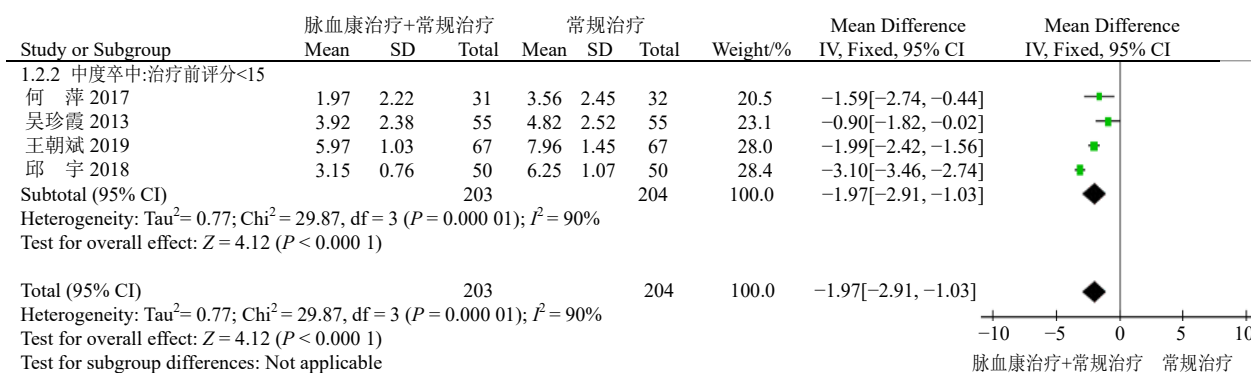 脉血康治疗+常规治疗 常规治疗 Mean Difference Mean Difference
Study or Subgroup Mean SD Total Mean SD Total Weight/% IV, Fixed, 95% CI IV, Fixed, 95% CI
1.2.2 中度卒中:治疗前评分<15
何 萍 2017 1.97 2.22 31 3.56 2.45 32 20.5 −1.59[−2.74, −0.44]
吴珍霞 2013 3.92 2.38 55 4.82 2.52 55 23.1 −0.90[−1.82, −0.02]
王朝斌 2019 5.97 1.03 67 7.96 1.45 67 28.0 −1.99[−2.42, −1.56]
邱 宇 2018 3.15 0.76 50 6.25 1.07 50 28.4 −3.10[−3.46, −2.74]
Subtotal (95% CI) 203 204 100.0 −1.97[−2.91, −1.03]
Heterogeneity: Tau²= 0.77; Chi² = 29.87, df = 3 (P = 0.000 01); I² = 90%
Test for overall effect: Z = 4.12 (P < 0.000 1)
Total (95% CI) 203 204 100.0 −1.97[−2.91, −1.03]
Heterogeneity: Tau²= 0.77; Chi² = 29.87, df = 3 (P = 0.000 01); I² = 90%
Test for overall effect: Z = 4.12 (P < 0.000 1)
Test for subgroup differences: Not applicable
−10 −5 0 5 10
脉血康治疗+常规治疗 常规治疗